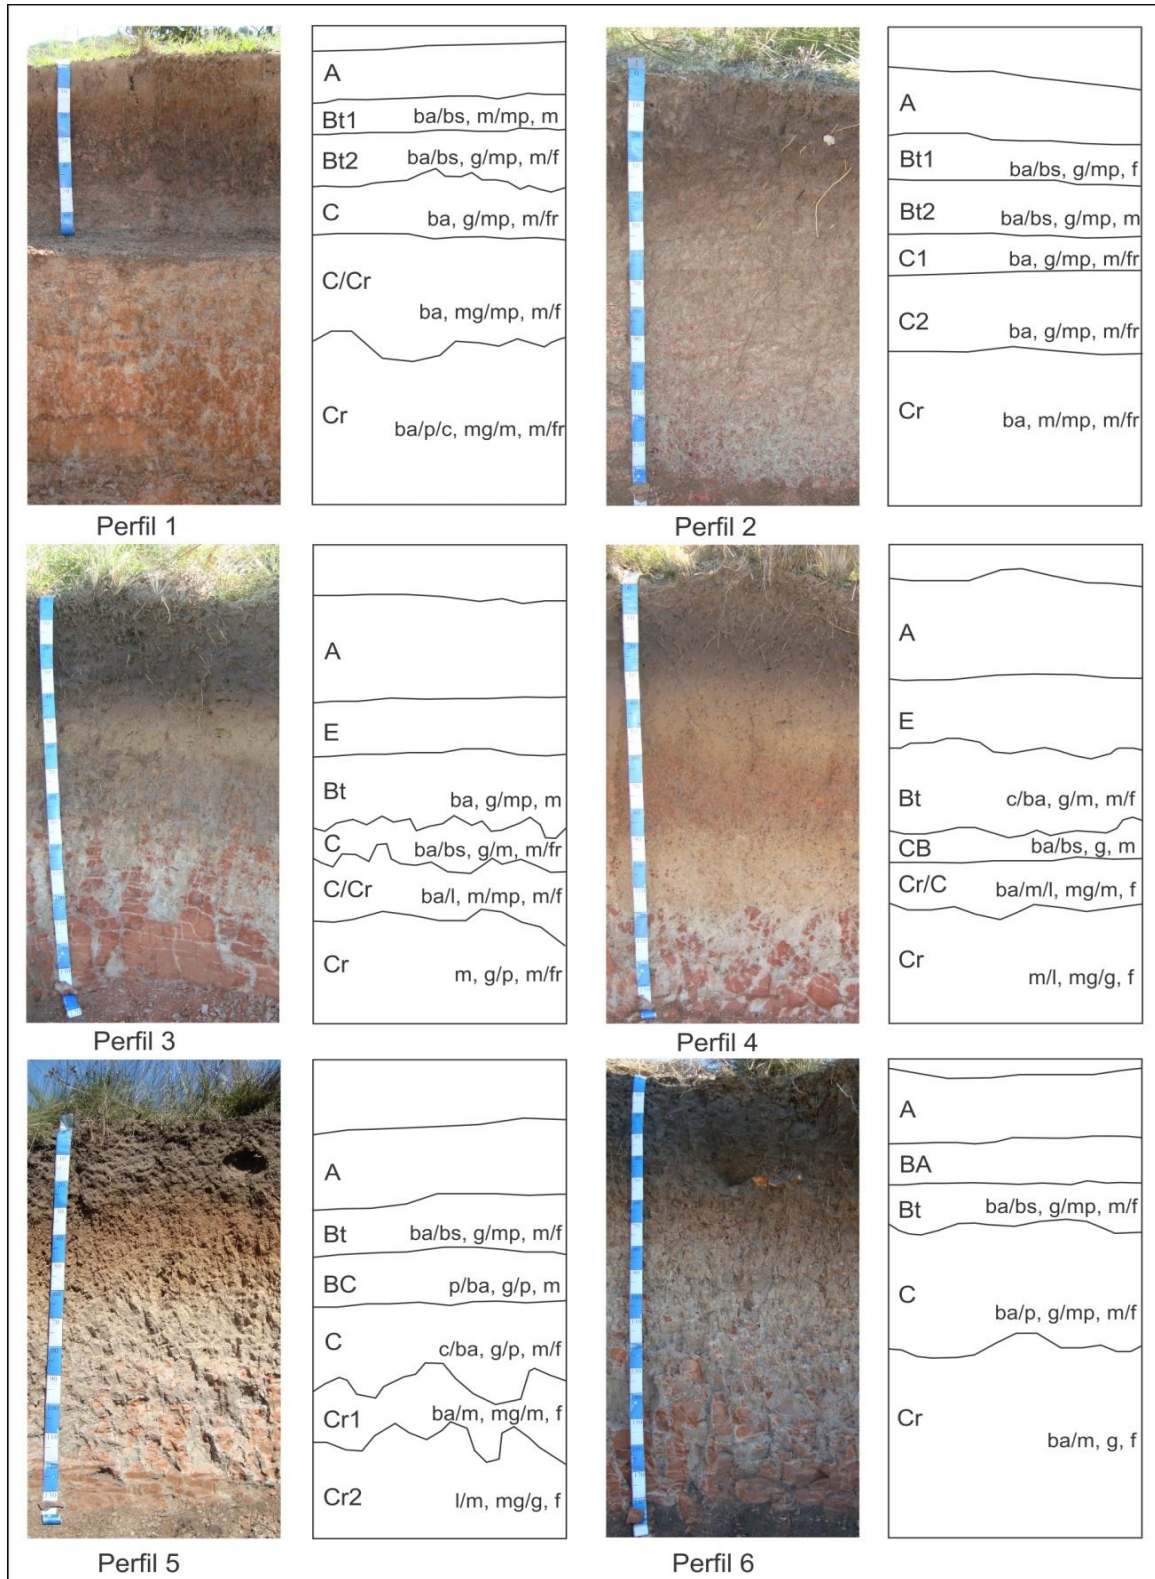 A
Bt1 ba/bs, m/mp, m
Bt2 ba/bs, g/mp, m/f
C ba, g/mp, m/fr
C/Cr
ba, mg/mp, m/f
Cr ba/p/c, mg/m, m/fr
Perfil 1
A
Bt1 ba/bs, g/mp, f
Bt2 ba/bs, g/mp, m
C1 ba, g/mp, m/fr
C2 ba, g/mp, m/fr
Cr ba, m/mp, m/fr
Perfil 2
A
E
Bt ba, g/mp, m
C ba/bs, g/m, m/fr
C/Cr ba/l, m/mp, m/f
Cr m, g/p, m/fr
Perfil 3
A
E
Bt c/ba, g/m, m/f
CB ba/bs, g, m
Cr/C ba/m/l, mg/m, f
Cr m/l, mg/g, f
Perfil 4
A
Bt ba/bs, g/mp, m/f
BC p/ba, g/p, m
C c/ba, g/p, m/f
Cr1 ba/m, mg/m, f
Cr2 l/m, mg/g, f
Perfil 5
A
BA
Bt ba/bs, g/mp, m/f
C
ba/p, g/mp, m/f
Cr
ba/m, g, f
Perfil 6